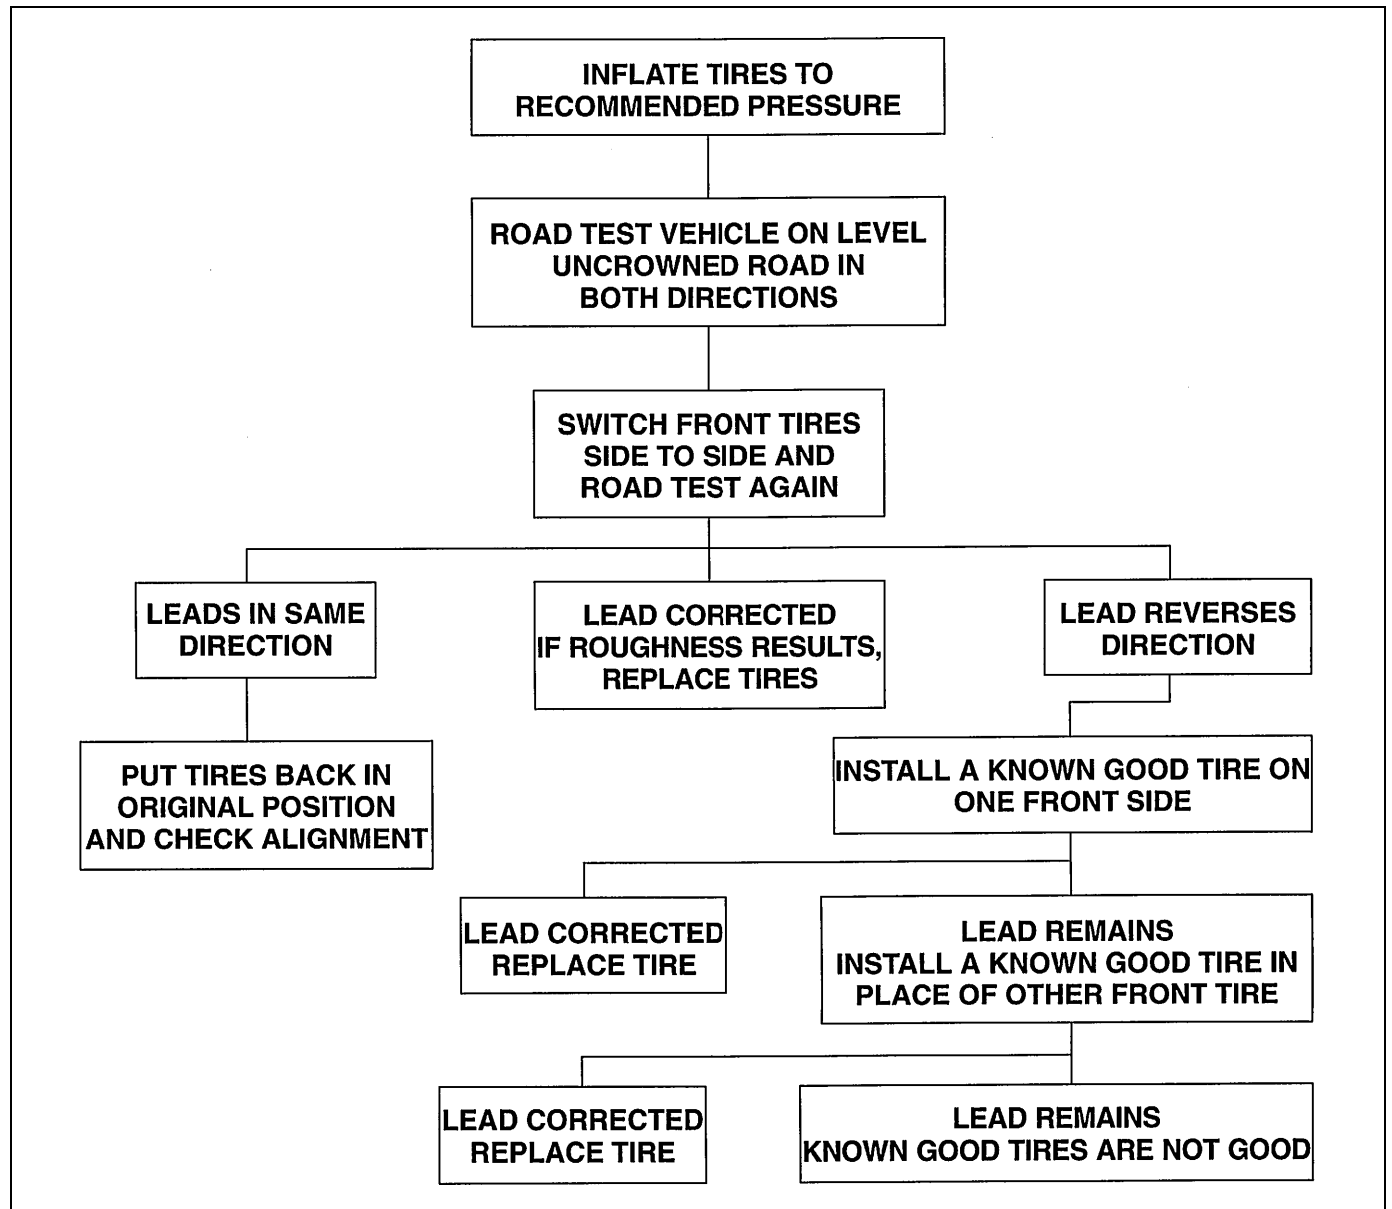 INFLATE TIRES TO
RECOMMENDED PRESSURE
ROAD TEST VEHICLE ON LEVEL
UNCROWNED ROAD IN
BOTH DIRECTIONS
SWITCH FRONT TIRES
SIDE TO SIDE AND
ROAD TEST AGAIN
LEADS IN SAME
DIRECTION
LEAD CORRECTED
IF ROUGHNESS RESULTS,
REPLACE TIRES
LEAD REVERSES
DIRECTION
PUT TIRES BACK IN
ORIGINAL POSITION
AND CHECK ALIGNMENT
INSTALL A KNOWN GOOD TIRE ON
ONE FRONT SIDE
LEAD CORRECTED
REPLACE TIRE
LEAD REMAINS
INSTALL A KNOWN GOOD TIRE IN
PLACE OF OTHER FRONT TIRE
LEAD CORRECTED
REPLACE TIRE
LEAD REMAINS
KNOWN GOOD TIRES ARE NOT GOOD